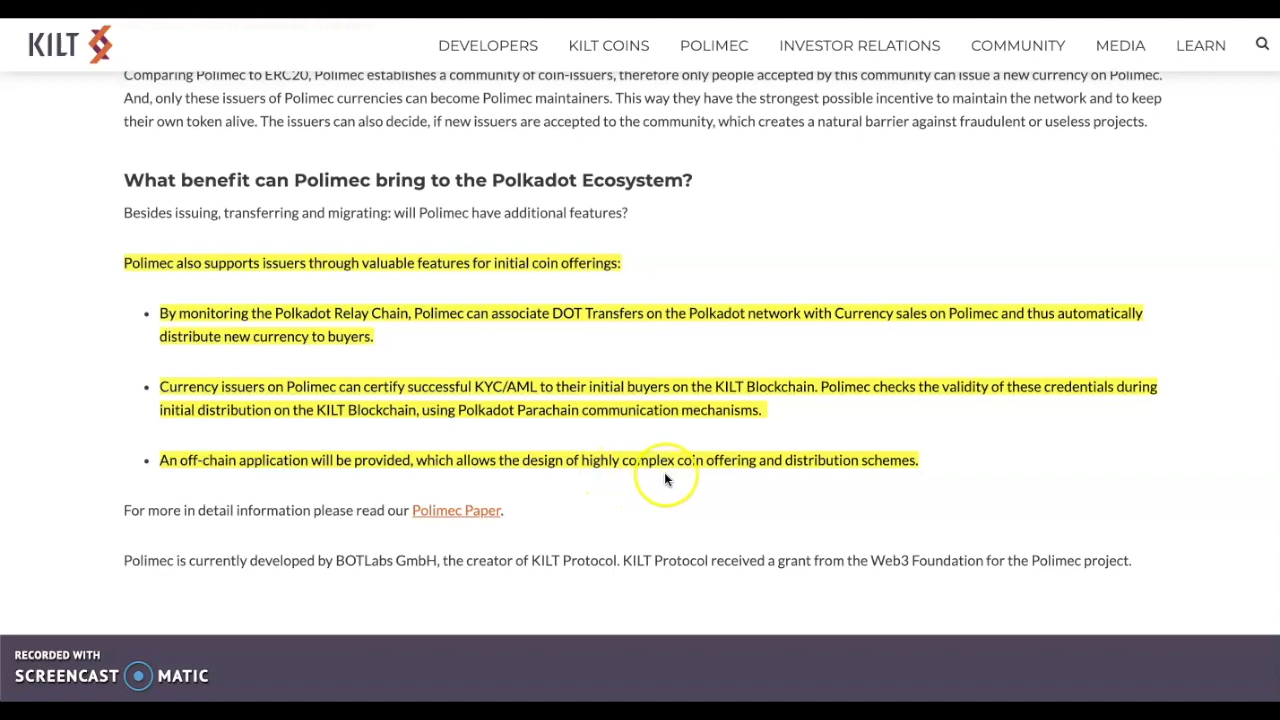 KILT
DEVELOPERS KILT COINS POLIMEC INVESTOR RELATIONS COMMUNITY MEDIA LEARN
Comparing Polimec to ERC20, Polimec establishes a community of coin-issuers, therefore only people accepted by this community can issue a new currency on Polimec.
And, only these issuers of Polimec currencies can become Polimec maintainers. This way they have the strongest possible incentive to maintain the network and to keep
their own token alive. The issuers can also decide, if new issuers are accepted to the community, which creates a natural barrier against fraudulent or useless projects.
What benefit can Polimec bring to the Polkadot Ecosystem?
Besides issuing, transferring and migrating: will Polimec have additional features?
Polimec also supports issuers through valuable features for initial coin offerings:
• By monitoring the Polkadot Relay Chain, Polimec can associate DOT Transfers on the Polkadot network with Currency sales on Polimec and thus automatically
distribute new currency to buyers.
• Currency issuers on Polimec can certify successful KYC/AML to their initial buyers on the KILT Blockchain. Polimec checks the validity of these credentials during
initial distribution on the KILT Blockchain, using Polkadot Parachain communication mechanisms.
• An off-chain application will be provided, which allows the design of highly complex coin offering and distribution schemes.
For more in detail information please read our Polimec Paper.
Polimec is currently developed by BOTLabs GmbH, the creator of KILT Protocol. KILT Protocol received a grant from the Web3 Foundation for the Polimec project.
RECORDED WITH
SCREENCAST MATIC